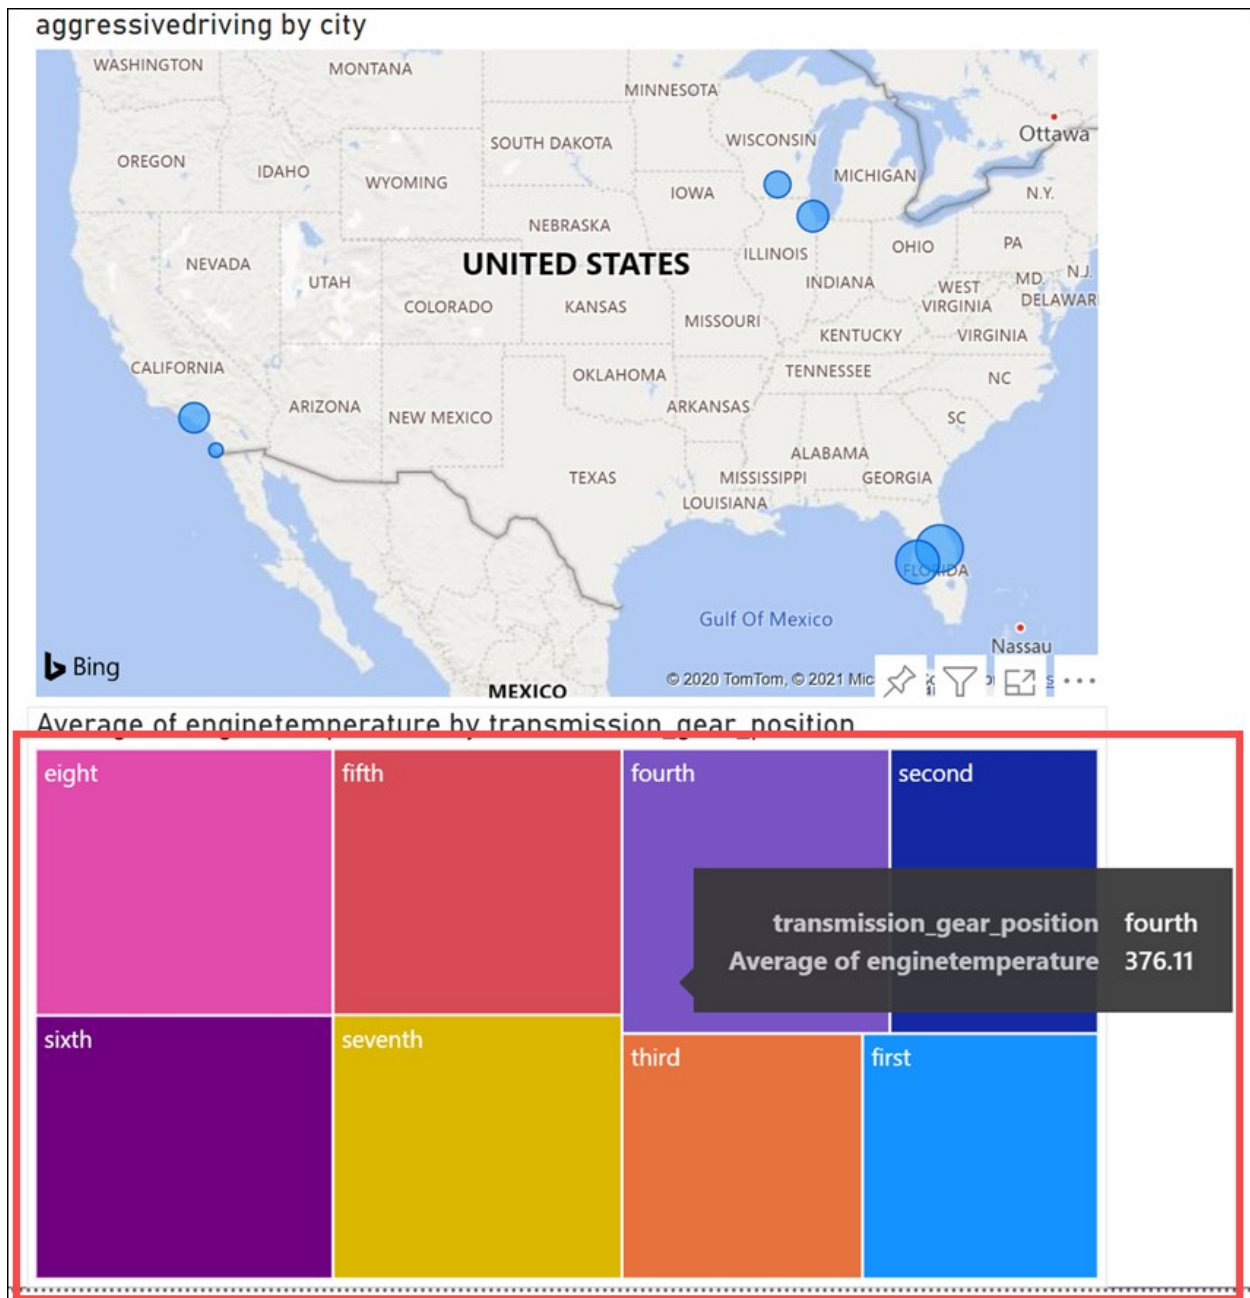 aggressivedriving by city
WASHINGTON
MONTANA
MINNESOTA
Ottawa
OREGON
IDAHO
WYOMING
SOUTH DAKOTA
WISCONSIN
MICHIGAN
N.Y.
IOWA
NEBRASKA
NEVADA
UTAH
UNITED STATES
ILLINOIS
OHIO
PA
INDIANA
WEST
VIRGINIA
MD.
N.J.
DELAWAR
COLORADO
KANSAS
MISSOURI
KENTUCKY
VIRGINIA
CALIFORNIA
OKLAHOMA
TENNESSEE
NC
ARIZONA
NEW MEXICO
ARKANSAS
SC
TEXAS
ALABAMA
MISSISSIPPI
GEORGIA
LOUISIANA
FLORIDA
Gulf Of Mexico
Nassau
Bing
MEXICO
© 2020 TomTom, © 2021 Mic
Average of enginetemperature by transmission_gear_position
eight
fifth
fourth
second
transmission_gear_position fourth
Average of enginetemperature 376.11
sixth
seventh
third
first